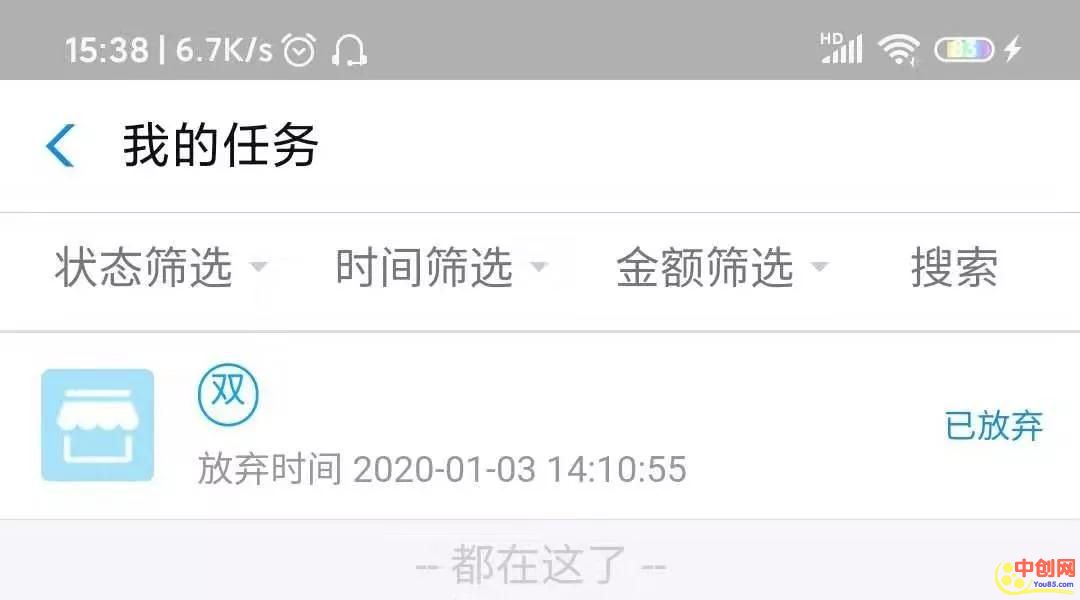 15:38 | 6.7K/s HD 83
我的任务
状态筛选 时间筛选 金额筛选 搜索
双
已放弃
放弃时间 2020-01-03 14:10:55
-- 都在这了 --
中创网
You85.com